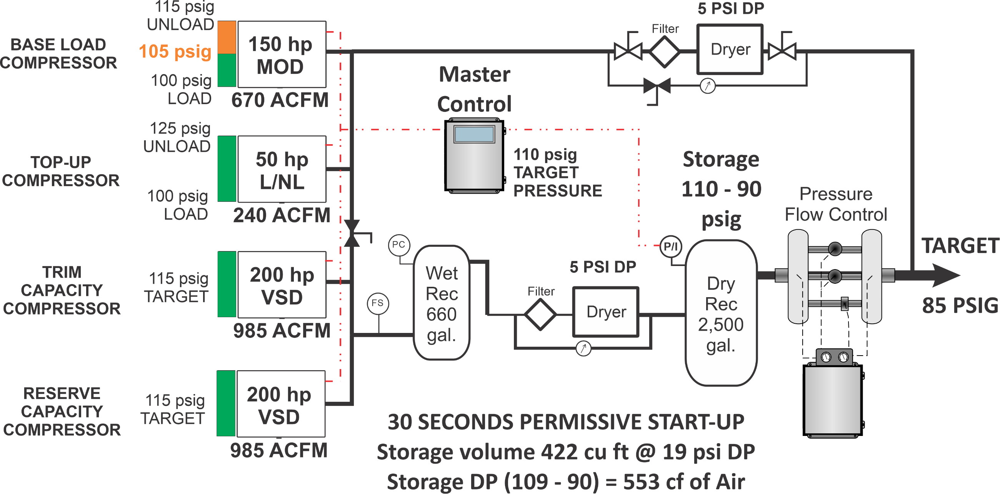 115 psig
UNLOAD
BASE LOAD
COMPRESSOR
105 psig
100 psig
LOAD
150 hp
MOD
670 ACFM
125 psig
UNLOAD
TOP-UP
COMPRESSOR
100 psig
LOAD
50 hp
L/NL
240 ACFM
TRIM
CAPACITY
COMPRESSOR
115 psig
TARGET
200 hp
VSD
985 ACFM
RESERVE
CAPACITY
COMPRESSOR
115 psig
TARGET
200 hp
VSD
985 ACFM
Master
Control
110 psig
TARGET
PRESSURE
5 PSI DP
Filter
Dryer
Storage
110 - 90
psig
Pressure
Flow Control
PC
FS
Wet
Rec
660
gal.
5 PSI DP
Filter
Dryer
P/I
Dry
Rec
2,500
gal.
TARGET
85 PSIG
30 SECONDS PERMISSIVE START-UP
Storage volume 422 cu ft @ 19 psi DP
Storage DP (109 - 90) = 553 cf of Air